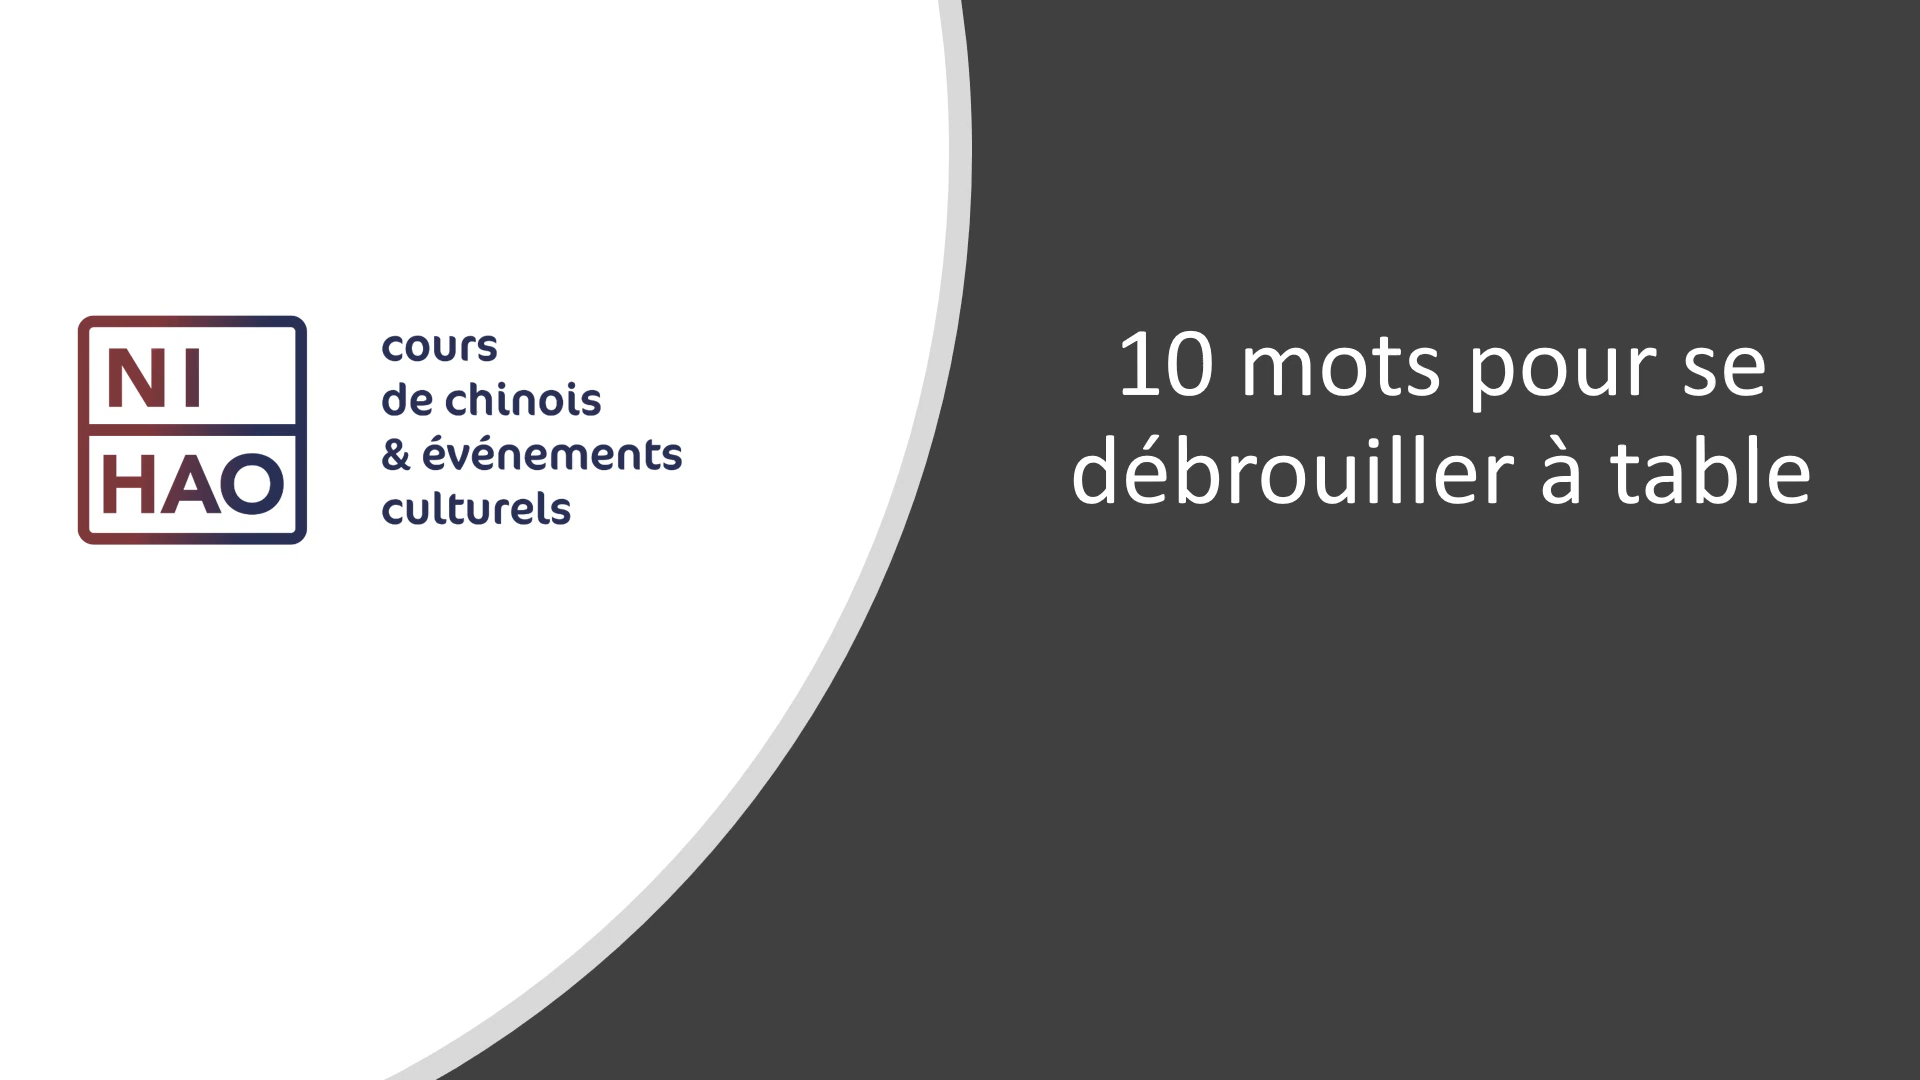 NI
HAO
cours
de chinois
& événements
culturels
10 mots pour se
débrouiller à table